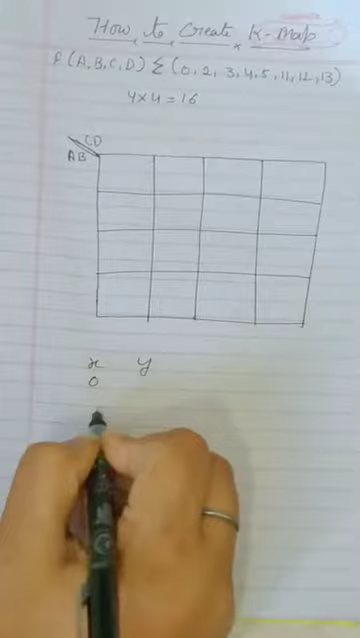 How to Create K-Map
F(A,B,C,D) Σ(0,2,3,4,5,11,12,13)
4×4=16
CD
AB
x y
0